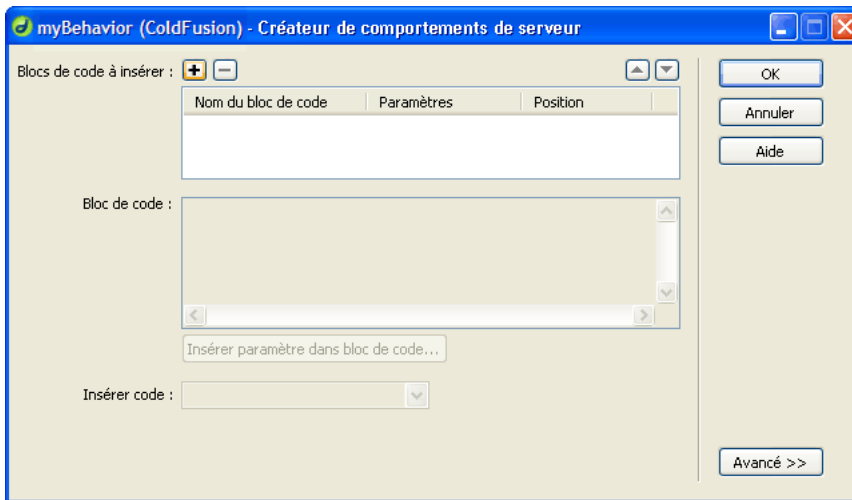 myBehavior (ColdFusion) - Créateur de comportements de serveur
Blocs de code à insérer :
Nom du bloc de code Paramètres Position
OK
Annuler
Aide
Bloc de code :
Insérer paramètre dans bloc de code...
Insérer code :
Avancé >>